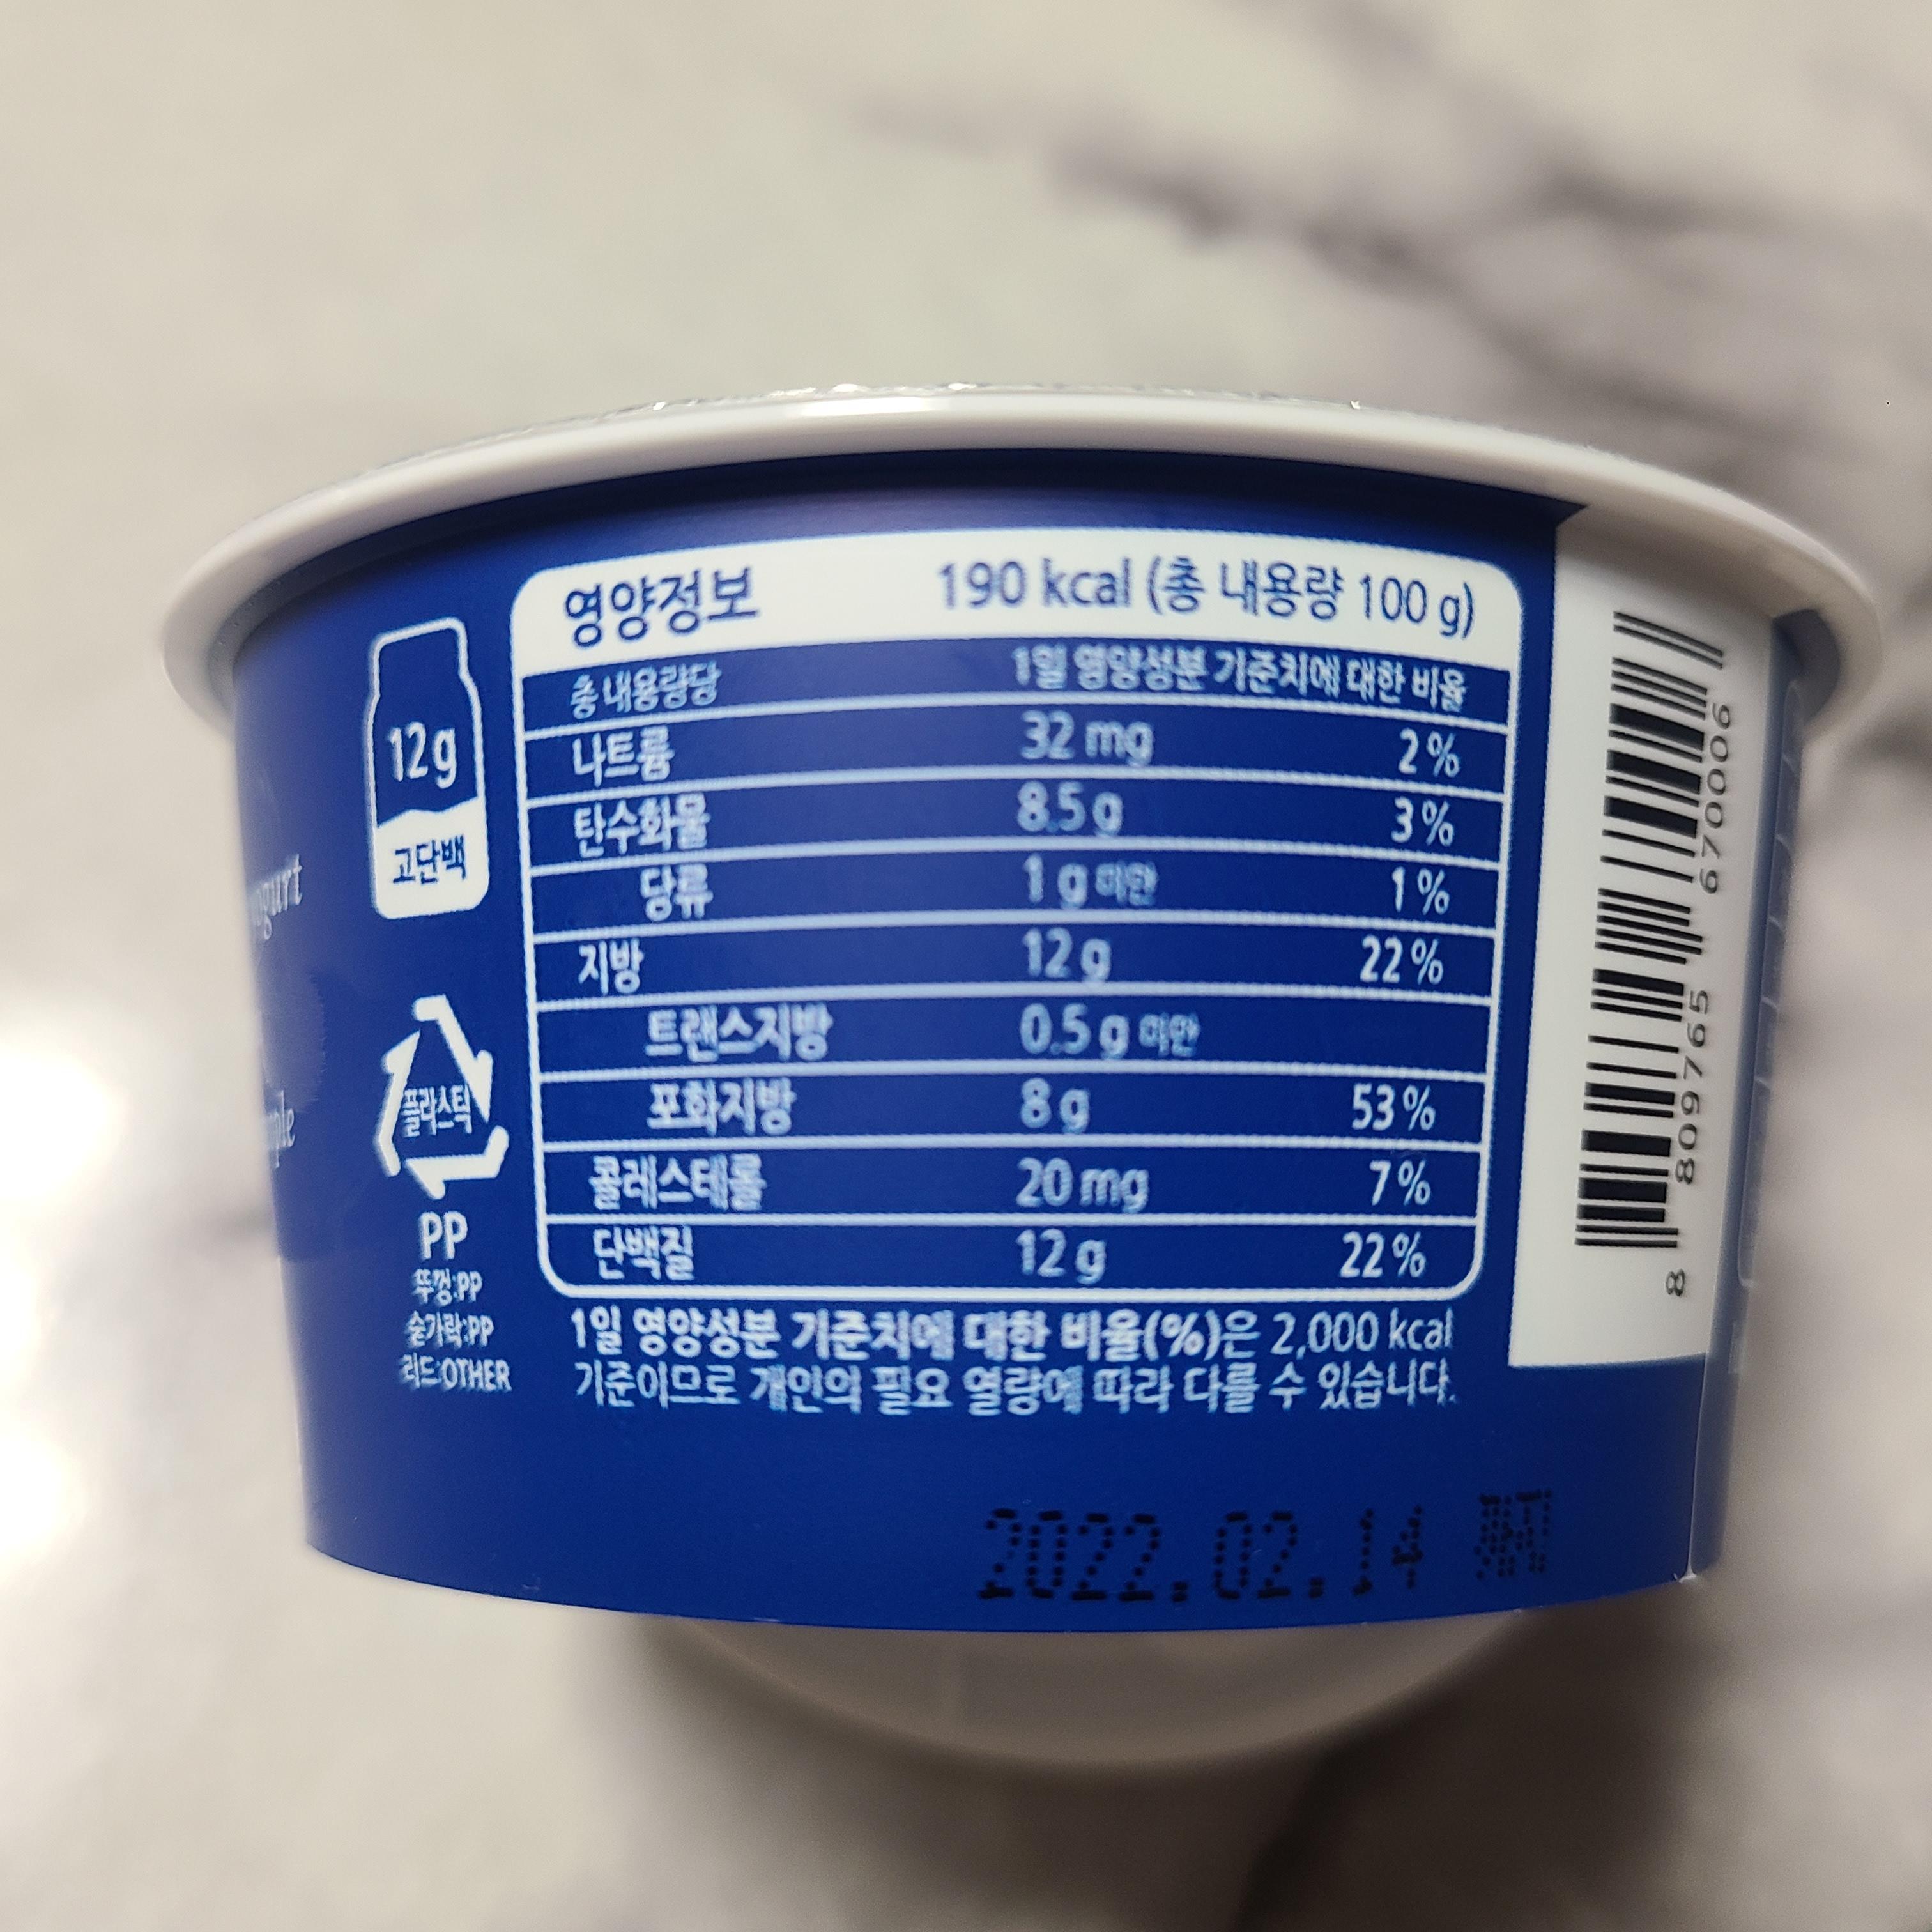 영양정보 190 kcal (총 내용량 100 g)
총 내용량당 1일 영양성분 기준치에 대한 비율
나트륨 32 mg 2 %
탄수화물 8.5 g 3 %
당류 1 g 미만 1 %
지방 12 g 22 %
트랜스지방 0.5 g 미만
포화지방 8 g 53 %
콜레스테롤 20 mg 7 %
단백질 12 g 22 %
1일 영양성분 기준치에 대한 비율(%)은 2,000 kcal
기준이므로 개인의 필요 열량에 따라 다를 수 있습니다.
12g
고단백
플라스틱
PP
뚜껑:PP
숟가락:PP
리드:OTHER
8 809765 670006
2022.02.14